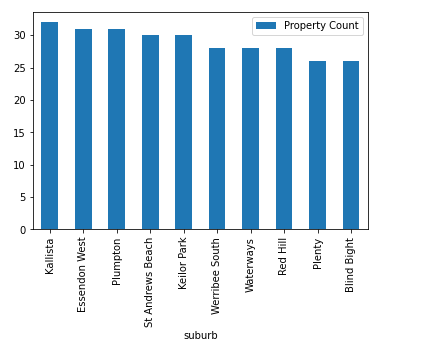 Property Count
30
25
20
15
10
5
0
Kallista
Essendon West
Plumpton
St Andrews Beach
Keilor Park
Werribee South
Waterways
Red Hill
Plenty
Blind Bight
suburb